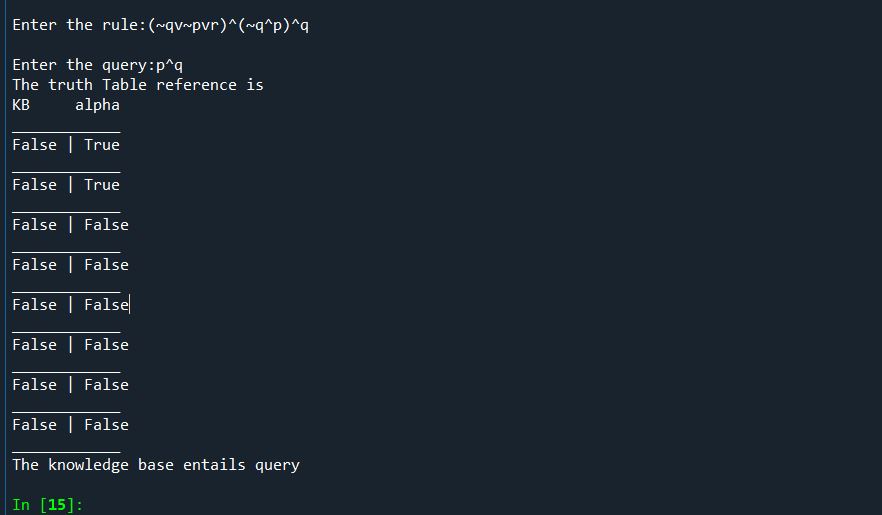 Enter the rule:(~qv~pvr)^(~q^p)^q
Enter the query:p^q
The truth Table reference is
KB     alpha
____________
False | True
____________
False | True
____________
False | False
____________
False | False
____________
False | False
____________
False | False
____________
False | False
____________
False | False
____________
The knowledge base entails query
In [15]: